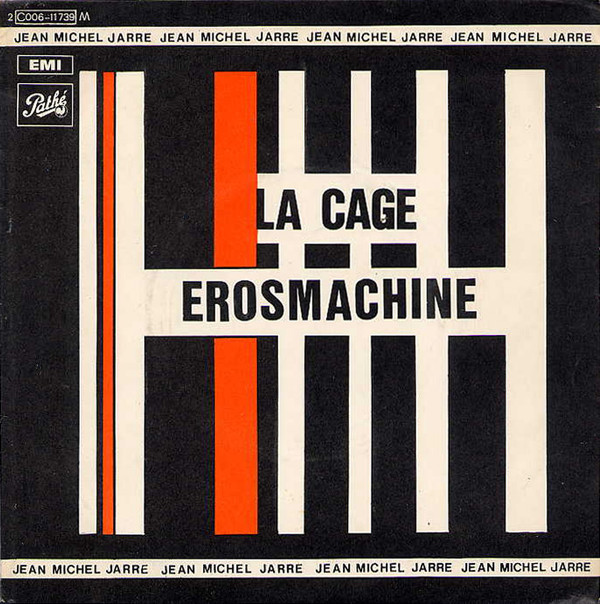 2 C006-11739 M
JEAN MICHEL JARRE JEAN MICHEL JARRE JEAN MICHEL JARRE JEAN MICHEL JARRE
EMI
Pathé
LA CAGE
EROSMACHINE
JEAN MICHEL JARRE JEAN MICHEL JARRE JEAN MICHEL JARRE JEAN MICHEL JARRE